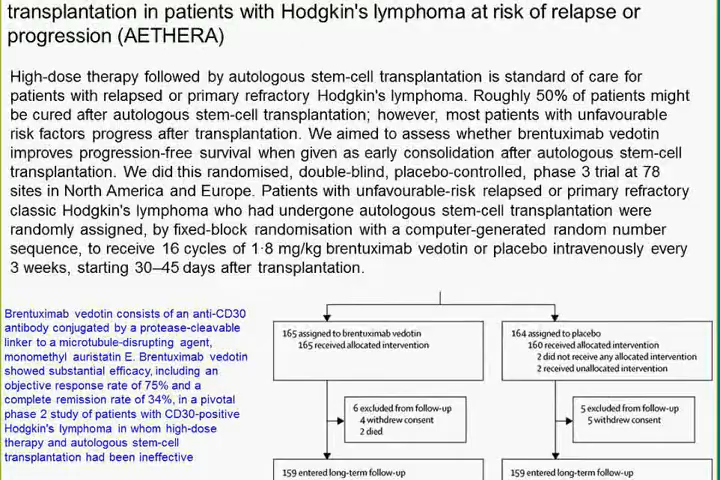 transplantation in patients with Hodgkin's lymphoma at risk of relapse or
progression (AETHERA)
High-dose therapy followed by autologous stem-cell transplantation is standard of care for
patients with relapsed or primary refractory Hodgkin's lymphoma. Roughly 50% of patients might
be cured after autologous stem-cell transplantation; however, most patients with unfavourable
risk factors progress after transplantation. We aimed to assess whether brentuximab vedotin
improves progression-free survival when given as early consolidation after autologous stem-cell
transplantation. We did this randomised, double-blind, placebo-controlled, phase 3 trial at 78
sites in North America and Europe. Patients with unfavourable-risk relapsed or primary refractory
classic Hodgkin's lymphoma who had undergone autologous stem-cell transplantation were
randomly assigned, by fixed-block randomisation with a computer-generated random number
sequence, to receive 16 cycles of 1·8 mg/kg brentuximab vedotin or placebo intravenously every
3 weeks, starting 30–45 days after transplantation.
Brentuximab vedotin consists of an anti-CD30
antibody conjugated by a protease-cleavable
linker to a microtubule-disrupting agent,
monomethyl auristatin E. Brentuximab vedotin
showed substantial efficacy, including an
objective response rate of 75% and a
complete remission rate of 34%, in a pivotal
phase 2 study of patients with CD30-positive
Hodgkin's lymphoma in whom high-dose
therapy and autologous stem-cell
transplantation had been ineffective
165 assigned to brentuximab vedotin
165 received allocated intervention
164 assigned to placebo
160 received allocated intervention
2 did not receive any allocated intervention
2 received unallocated intervention
6 excluded from follow-up
4 withdrew consent
2 died
5 excluded from follow-up
5 withdrew consent
159 entered long-term follow-up
159 entered long-term follow-up